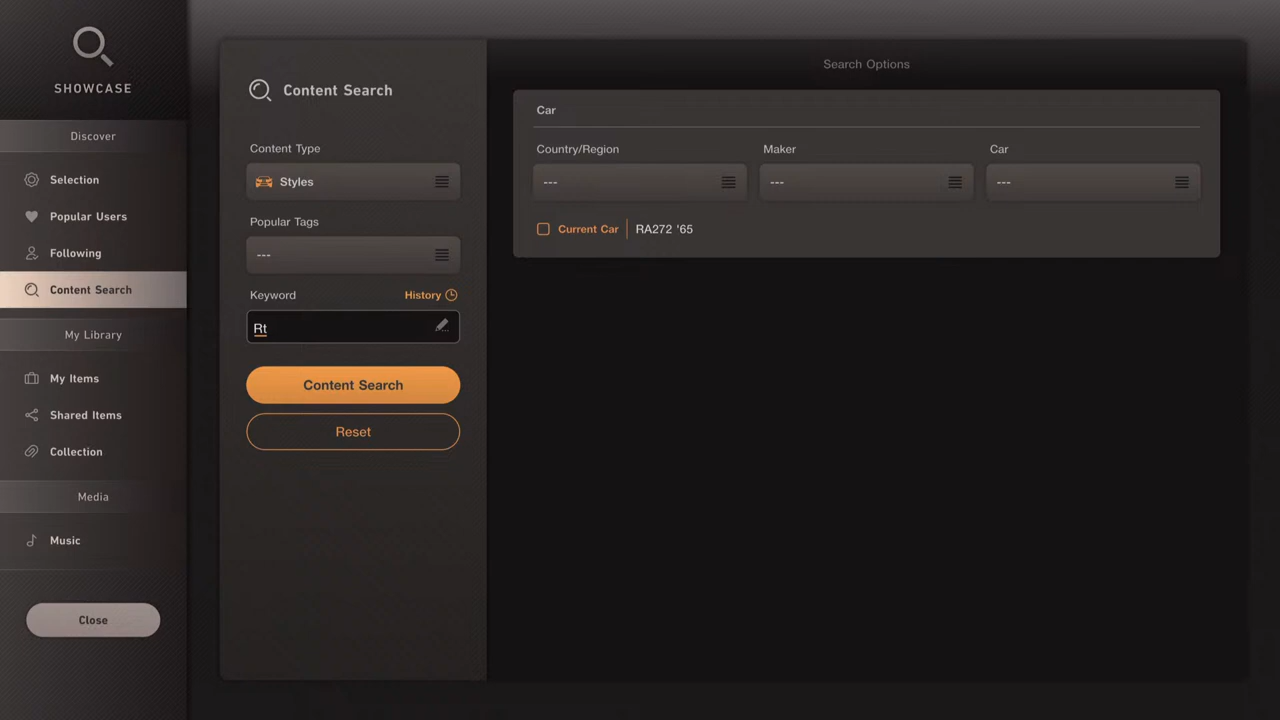 SHOWCASE
Discover
Selection
Popular Users
Following
Content Search
My Library
My Items
Shared Items
Collection
Media
Music
Close
Content Search
Content Type
Styles
Popular Tags
---
Keyword History
Rt
Content Search
Reset
Search Options
Car
Country/Region Maker Car
--- --- ---
Current Car RA272 '65